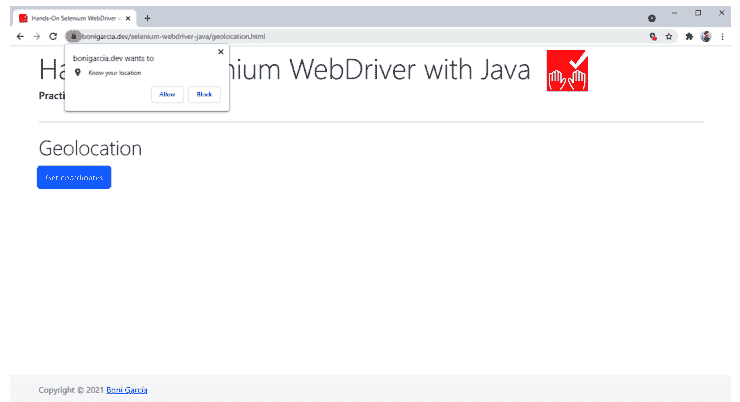 Hands-On Selenium WebDriver w
bonigarcia.dev/selenium-webdriver-java/geolocation.html
bonigarcia.dev wants to
Know your location
Allow Block
Ha nium WebDriver with Java
Practi
Geolocation
Get coordinates
Copyright © 2021 Boni García